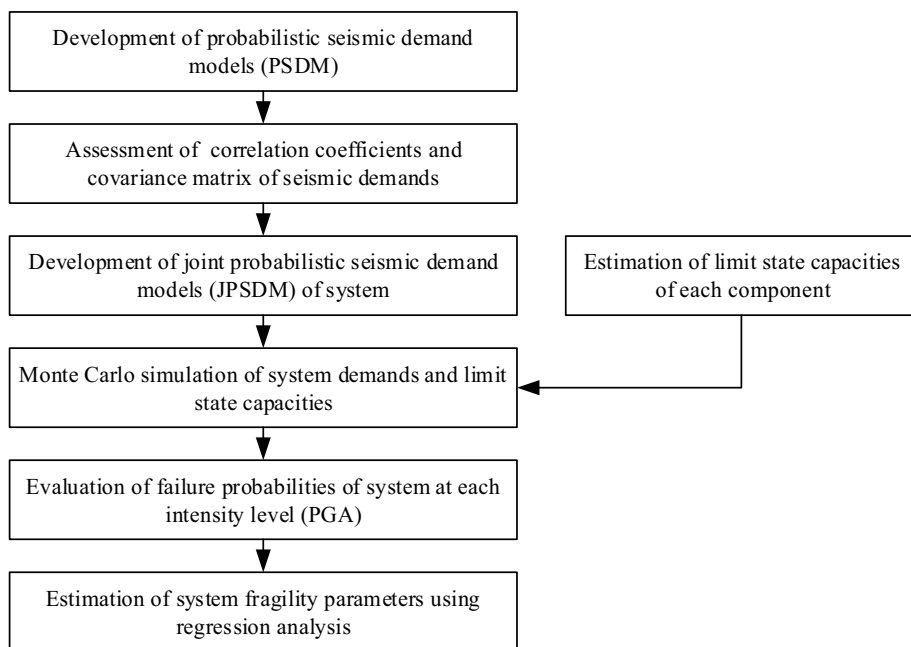 Development of probabilistic seismic demand
models (PSDM)
Assessment of correlation coefficients and
covariance matrix of seismic demands
Development of joint probabilistic seismic demand
models (JPSDM) of system
Estimation of limit state capacities
of each component
Monte Carlo simulation of system demands and limit
state capacities
Evaluation of failure probabilities of system at each
intensity level (PGA)
Estimation of system fragility parameters using
regression analysis